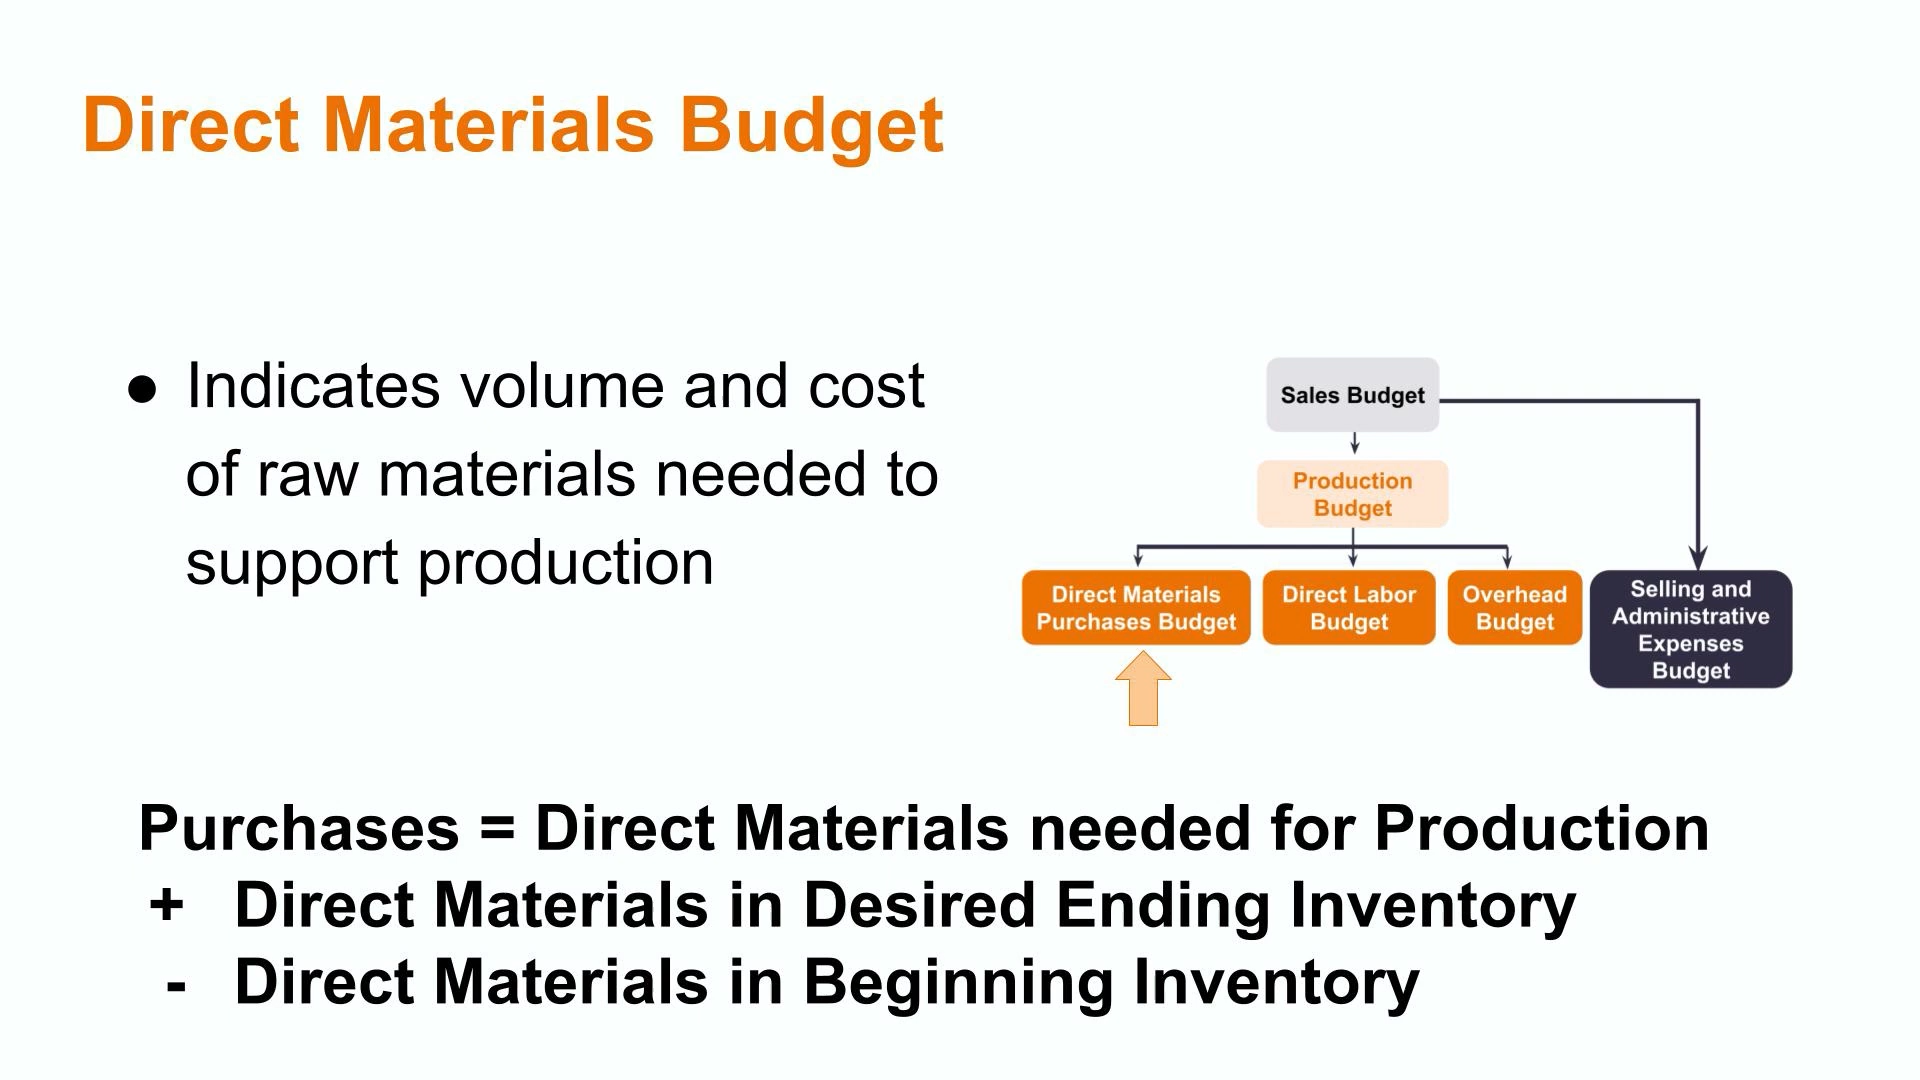 Direct Materials Budget
● Indicates volume and cost
of raw materials needed to
support production
Sales Budget
Production
Budget
Direct Materials
Purchases Budget
Direct Labor
Budget
Overhead
Budget
Selling and
Administrative
Expenses
Budget
Purchases = Direct Materials needed for Production
+ Direct Materials in Desired Ending Inventory
- Direct Materials in Beginning Inventory